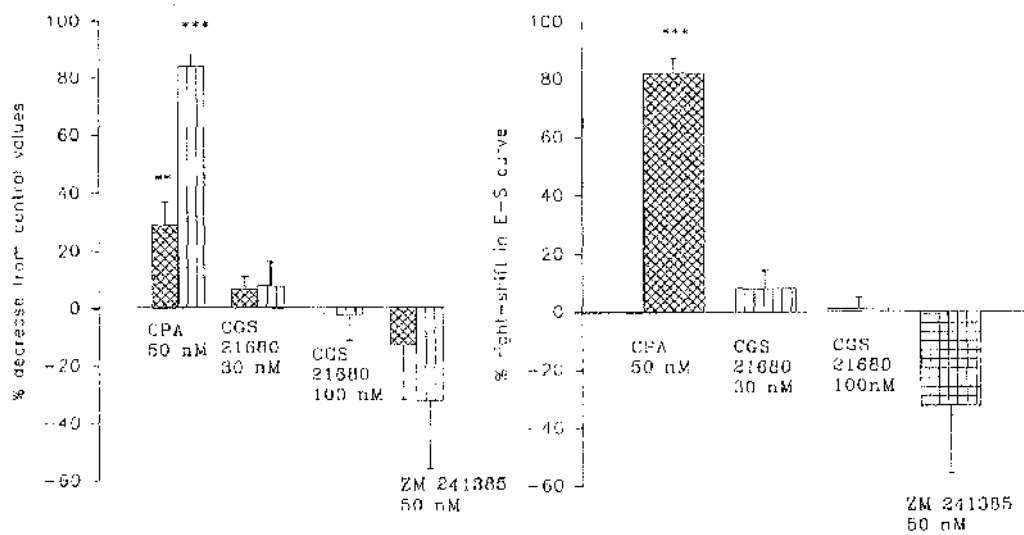 % decrease from control values
100
80
60
40
20
0
-20
-40
-60
***
**
CPA
50 nM
CGS
21680
30 nM
CGS
21680
100 nM
ZM 241385
50 nM
% right-shift in E-S curve
100
80
60
40
20
0
-20
-40
-60
***
CPA
50 nM
CGS
21680
30 nM
CGS
21680
100nM
ZM 241385
50 nM